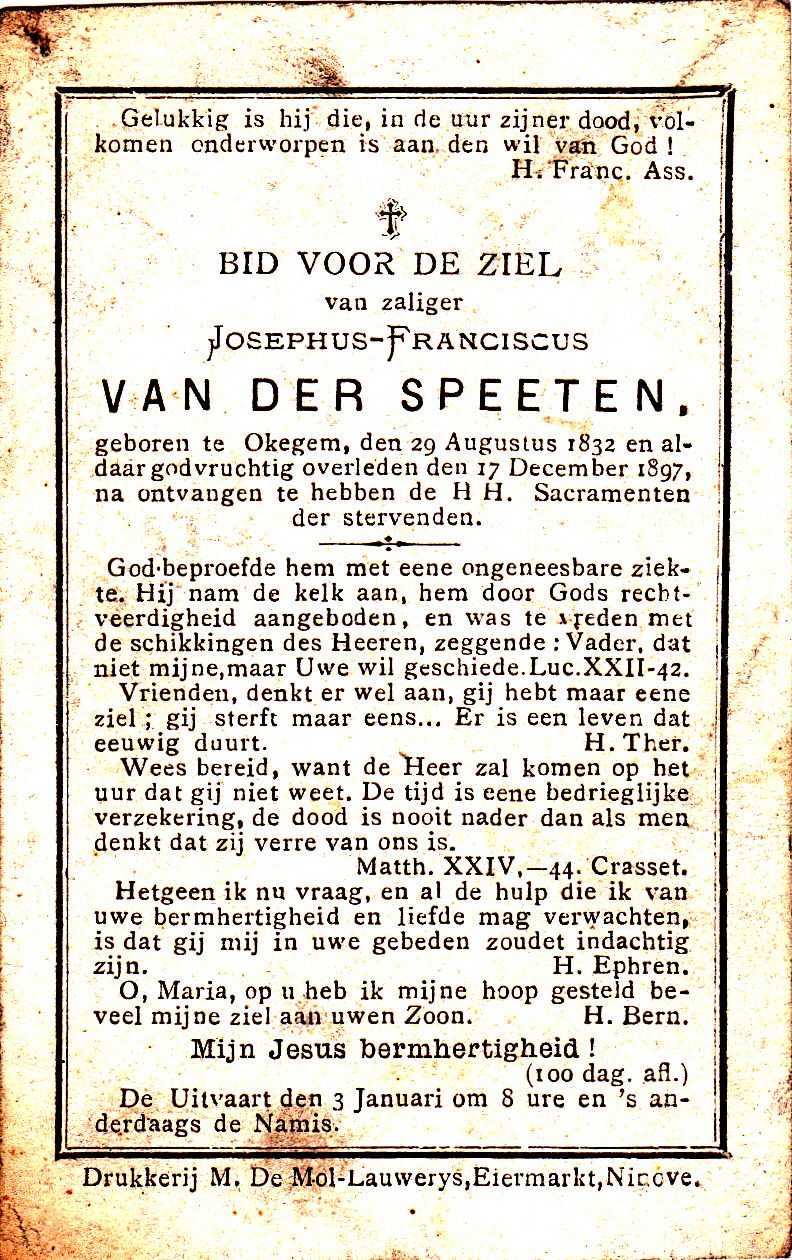 Gelukkig is hij die, in de uur zijner dood, vol-
komen onderworpen is aan den wil van God !
H. Franc. Ass.
BID VOOR DE ZIEL
van zaliger
JOSEPHUS-FRANCISCUS
VAN DER SPEETEN,
geboren te Okegem, den 29 Augustus 1832 en al-
daar godvruchtig overleden den 17 December 1897,
na ontvangen te hebben de H H. Sacramenten
der stervenden.
God beproefde hem met eene ongeneesbare ziek-
te. Hij nam de kelk aan, hem door Gods recht-
veerdigheid aangeboden, en was te vreden met
de schikkingen des Heeren, zeggende : Vader, dat
niet mijne,maar Uwe wil geschiede.Luc.XXII-42.
Vrienden, denkt er wel aan, gij hebt maar eene
ziel ; gij sterft maar eens... Er is een leven dat
eeuwig duurt. H. Ther.
Wees bereid, want de Heer zal komen op het
uur dat gij niet weet. De tijd is eene bedrieglijke
verzekering, de dood is nooit nader dan als men
denkt dat zij verre van ons is.
Matth. XXIV,—44. Crasset.
Hetgeen ik nu vraag, en al de hulp die ik van
uwe bermhertigheid en liefde mag verwachten,
is dat gij mij in uwe gebeden zoudet indachtig
zijn. H. Ephren.
O, Maria, op u heb ik mijne hoop gesteld be-
veel mijne ziel aan uwen Zoon. H. Bern.
Mijn Jesus bermhertigheid !
(100 dag. afl.)
De Uitvaart den 3 Januari om 8 ure en 's an-
derdaags de Namis.
Drukkerij M. De Mol-Lauwerys,Eiermarkt,Ninove.